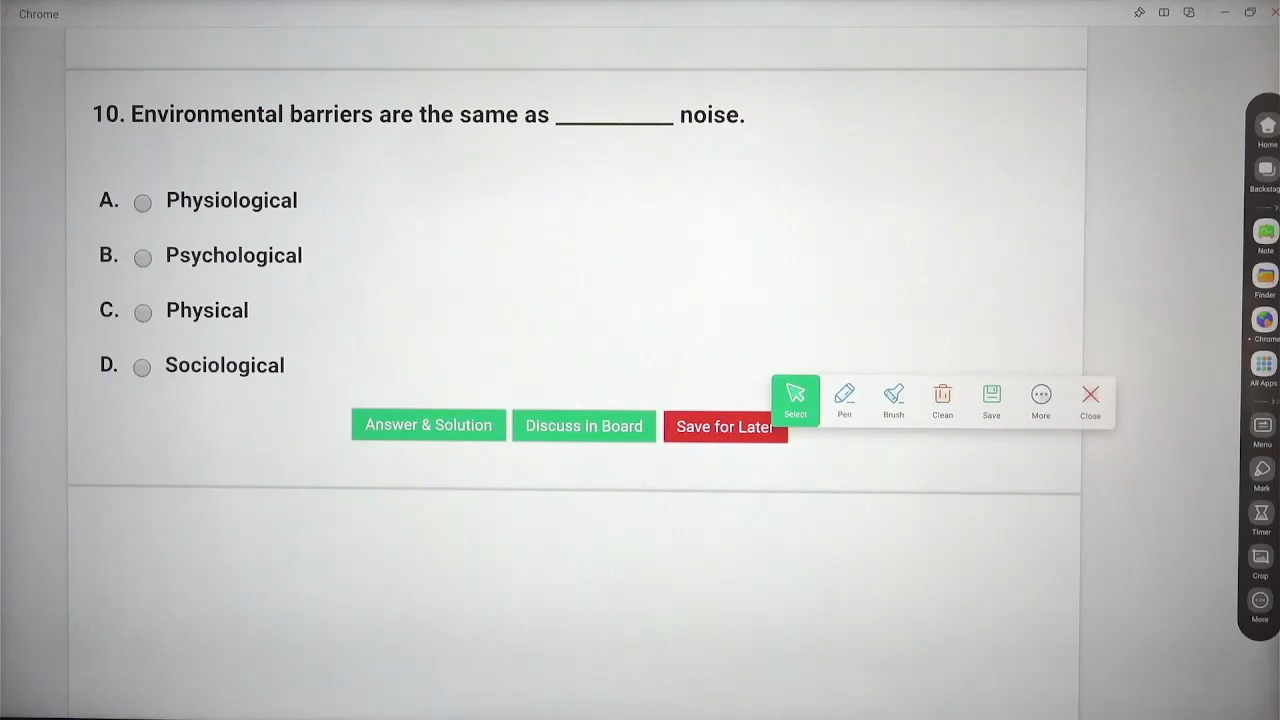 Chrome
10. Environmental barriers are the same as __________ noise.
A. Physiological
B. Psychological
C. Physical
D. Sociological
Answer & Solution
Discuss in Board
Save for Later
Select
Pen
Brush
Clean
Save
More
Close
Home
Backstag
Note
Finder
Chrome
All Apps
Menu
Mark
Timer
Crop
More